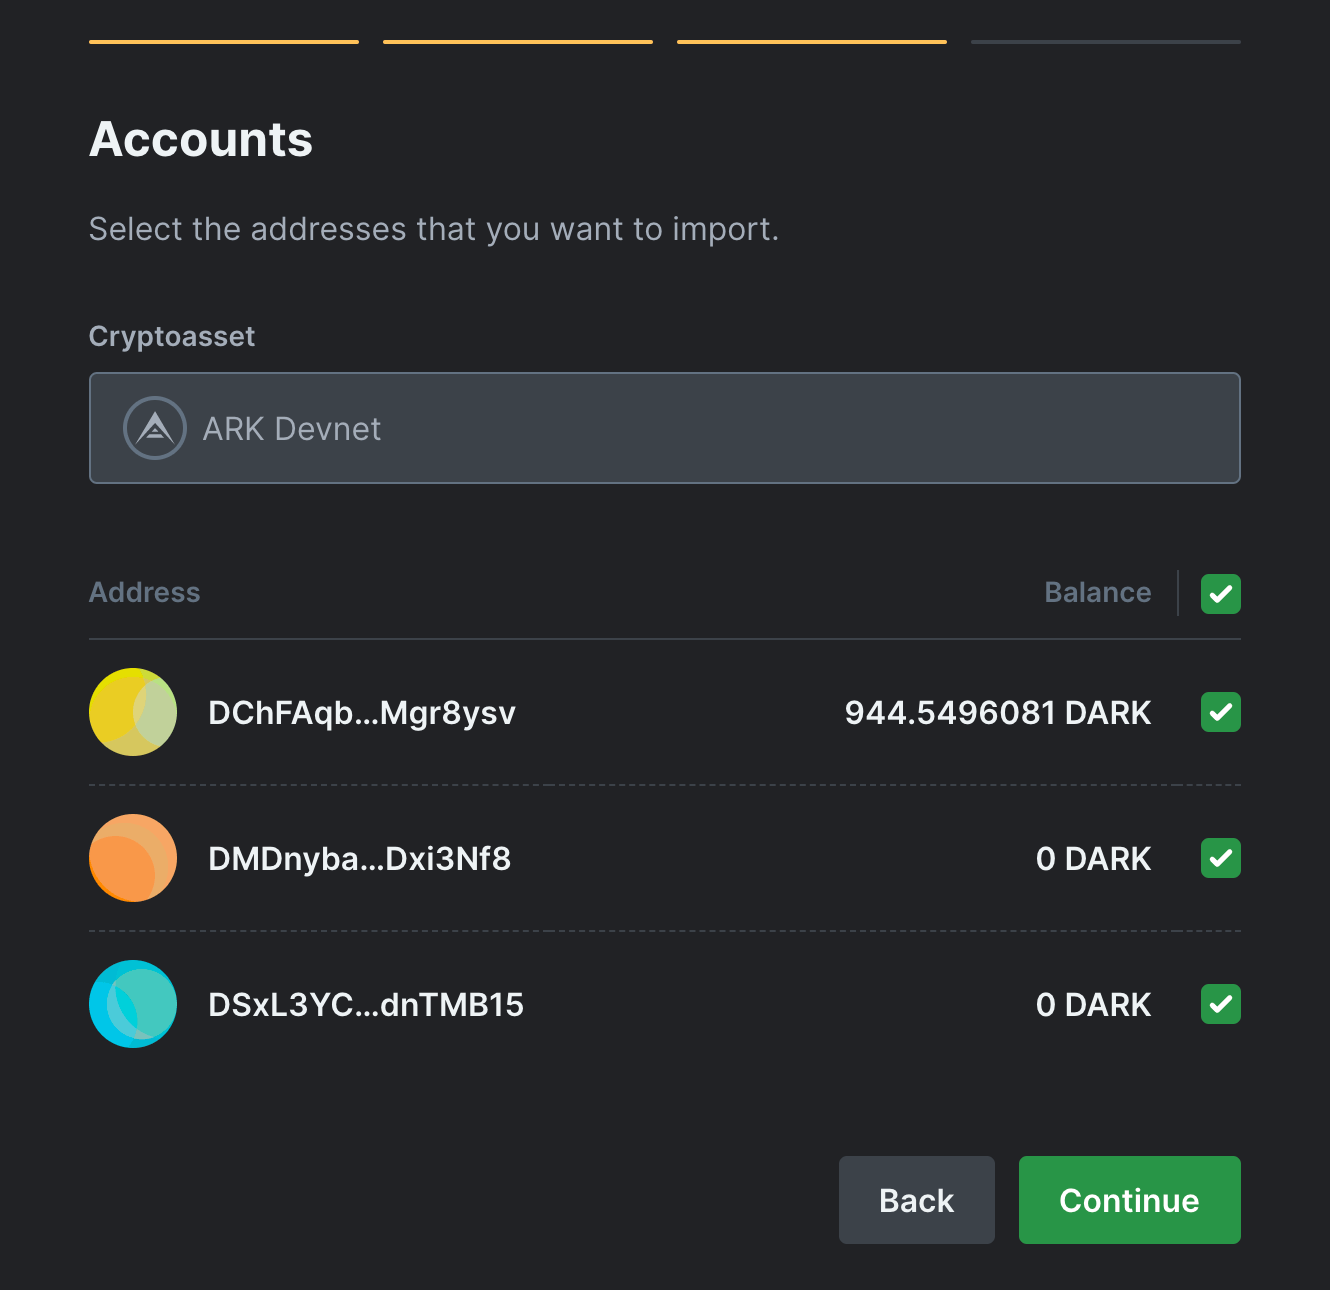 Accounts
Select the addresses that you want to import.
Cryptoasset
ARK Devnet
Address Balance
DChFAqb...Mgr8ysv 944.5496081 DARK
DMDnyba...Dxi3Nf8 0 DARK
DSxL3YC...dnTMB15 0 DARK
Back Continue